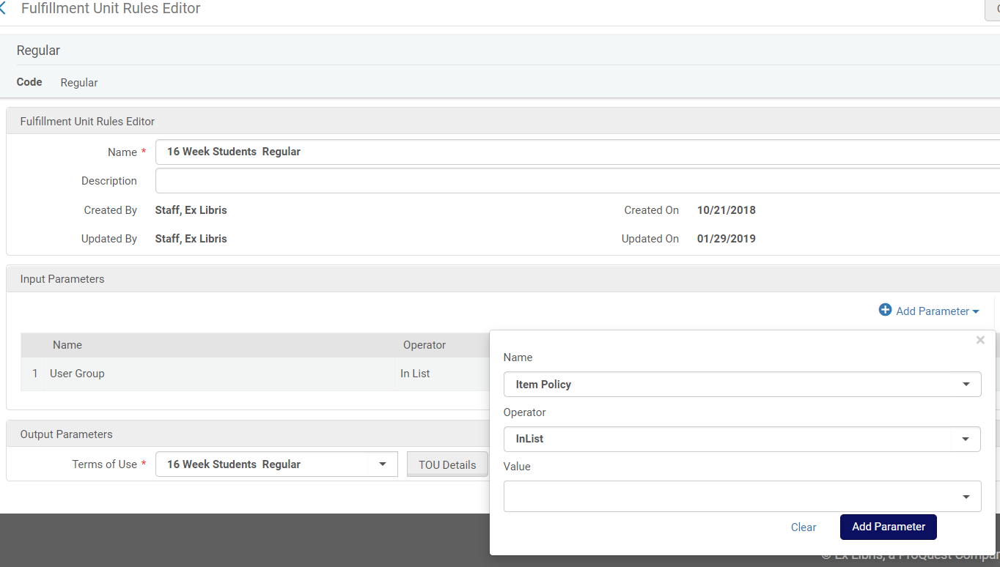 Fulfillment Unit Rules Editor
Regular
Code Regular
Fulfillment Unit Rules Editor
Name * 16 Week Students Regular
Description
Created By Staff, Ex Libris Created On 10/21/2018
Updated By Staff, Ex Libris Updated On 01/29/2019
Input Parameters
Add Parameter
Name Operator
1 User Group In List
Name
Item Policy
Operator
InList
Value
Clear Add Parameter
Output Parameters
Terms of Use * 16 Week Students Regular TOU Details
© Ex Libris, a ProQuest Compa